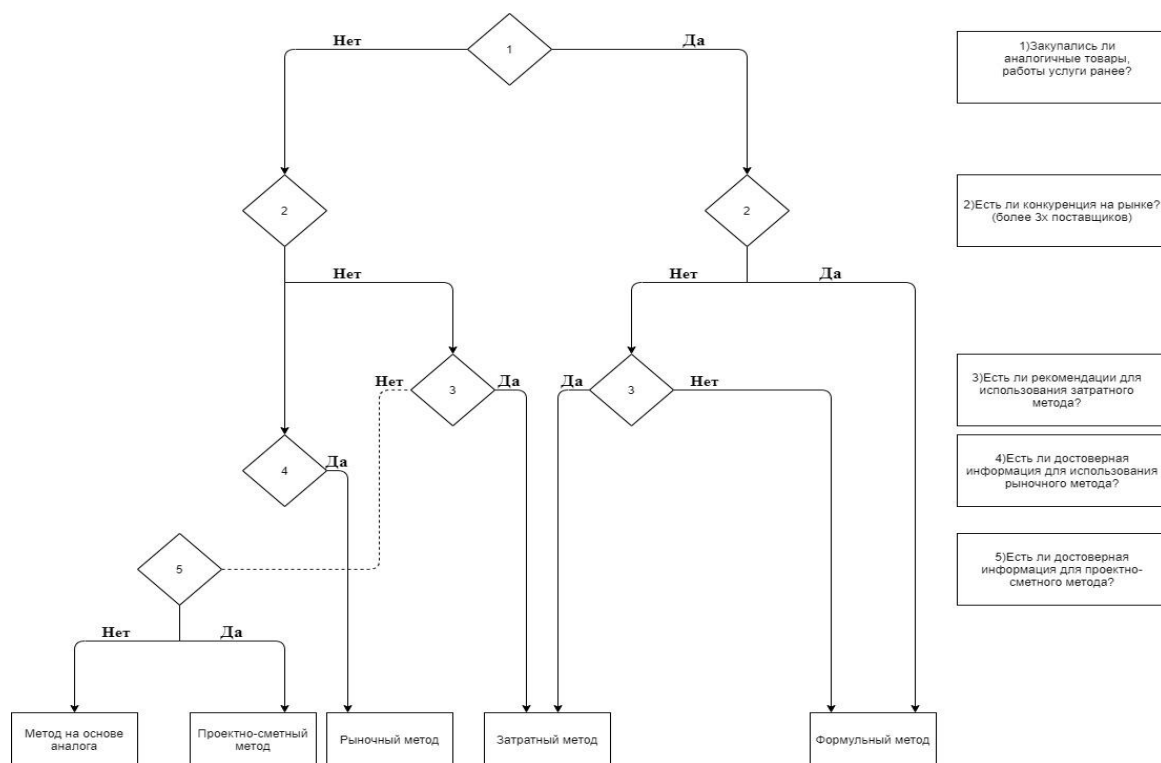 Нет
Да
1
1)Закупались ли
аналогичные товары,
работы услуги ранее?
2
2
2)Есть ли конкуренция на рынке?
(более 3х поставщиков)
Нет
Нет
Да
Нет
3
Да
Да
3
Нет
3)Есть ли рекомендации для
использования затратного
метода?
4
Да
4)Есть ли достоверная
информация для использования
рыночного метода?
5
5)Есть ли достоверная
информация для проектно-
сметного метода?
Нет
Да
Метод на основе
аналога
Проектно-сметный
метод
Рыночный метод
Затратный метод
Формульный метод